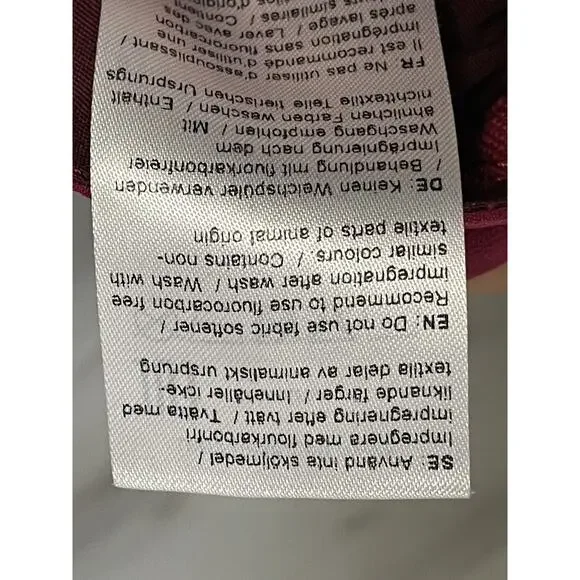 SE: Använd inte sköljmedel /
Impregnera med flourkarbonfri
impregnering efter tvätt / Tvätta med
liknande färger / Innehåller icke-
textila delar av animaliskt ursprung
EN: Do not use fabric softener /
Recommend to use fluorocarbon free
impregnation after wash / Wash with
similar colours. / Contains non-
textile parts of animal origin
DE: Keinen Weichspüler verwenden
/ Behandlung mit fluorkarbonfreier
Imprägnierung nach dem
Waschgang empfohlen / Mit
ähnlichen Farben waschen / Enthält
nichttextile Teile tierischen Ursprungs
FR: Ne pas utiliser d'assouplissant /
Il est recommandé d'utiliser une
imprégnation sans fluorcarbone
après lavage / Laver avec des
similaires / Contient